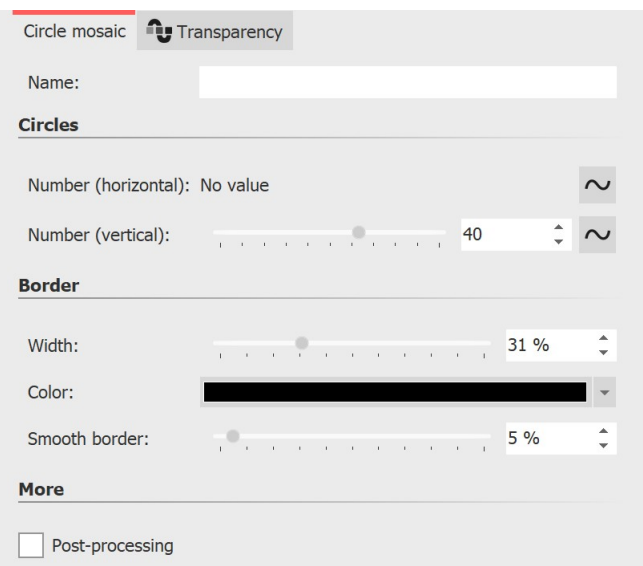 Circle mosaic Transparency
Name:
Circles
Number (horizontal): No value
Number (vertical): 40
Border
Width: 31 %
Color:
Smooth border: 5 %
More
Post-processing